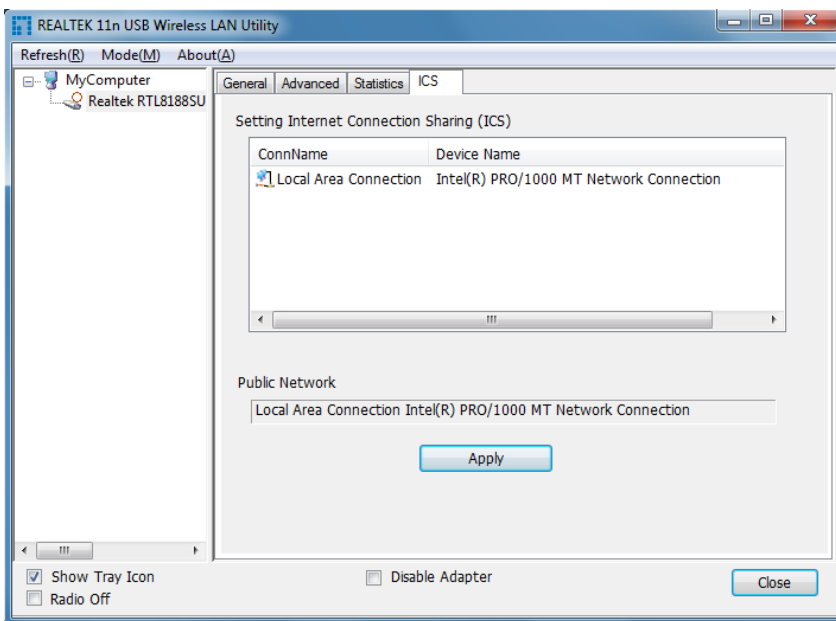 REALTEK 11n USB Wireless LAN Utility
Refresh(R) Mode(M) About(A)
MyComputer
Realtek RTL8188SU
General Advanced Statistics ICS
Setting Internet Connection Sharing (ICS)
ConnName Device Name
Local Area Connection Intel(R) PRO/1000 MT Network Connection
Public Network
Local Area Connection Intel(R) PRO/1000 MT Network Connection
Apply
Show Tray Icon
Radio Off
Disable Adapter
Close